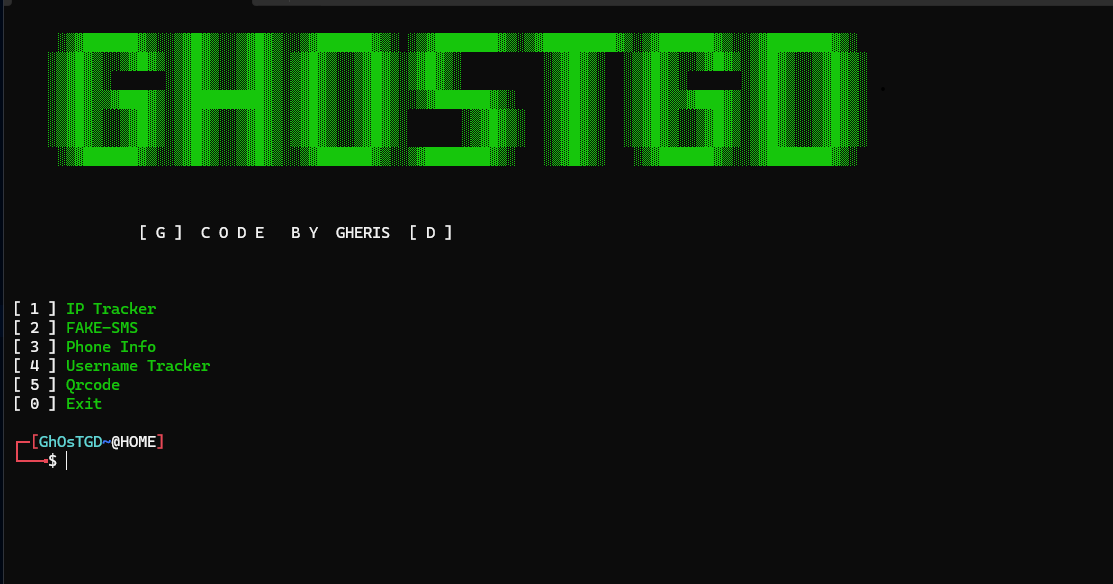 GHOSTGD
[ G ] C O D E B Y GHERIS [ D ]
[ 1 ] IP Tracker
[ 2 ] FAKE-SMS
[ 3 ] Phone Info
[ 4 ] Username Tracker
[ 5 ] Qrcode
[ 0 ] Exit
[GhOsTGD~@HOME]
$